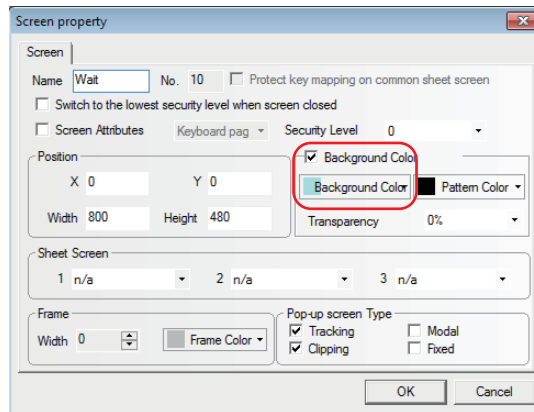 Screen property
Screen
Name Wait No. 10 Protect key mapping on common sheet screen
Switch to the lowest security level when screen closed
Screen Attributes Keyboard pag Security Level 0
Position Background Color
X 0 Y 0 Background Color Pattern Color
Width 800 Height 480 Transparency 0%
Sheet Screen
1 n/a 2 n/a 3 n/a
Frame Pop-up screen Type
Width 0 Frame Color Tracking Modal
Clipping Fixed
OK Cancel